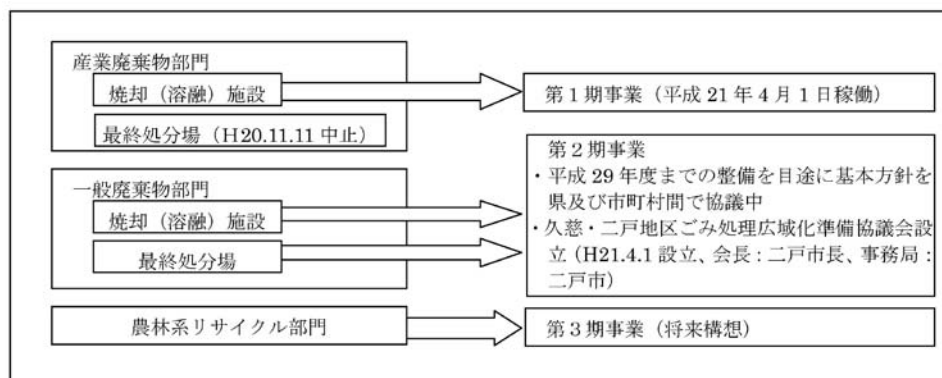 産業廃棄物部門
焼却（溶融）施設
最終処分場（H20.11.11 中止）
第１期事業（平成 21 年 4 月 1 日稼働）
一般廃棄物部門
焼却（溶融）施設
最終処分場
第２期事業
・平成 29 年度までの整備を目途に基本方針を
県及び市町村間で協議中
・久慈・二戸地区ごみ処理広域化準備協議会設
立（H21.4.1 設立、会長：二戸市長、事務局：
二戸市）
農林系リサイクル部門
第３期事業（将来構想）